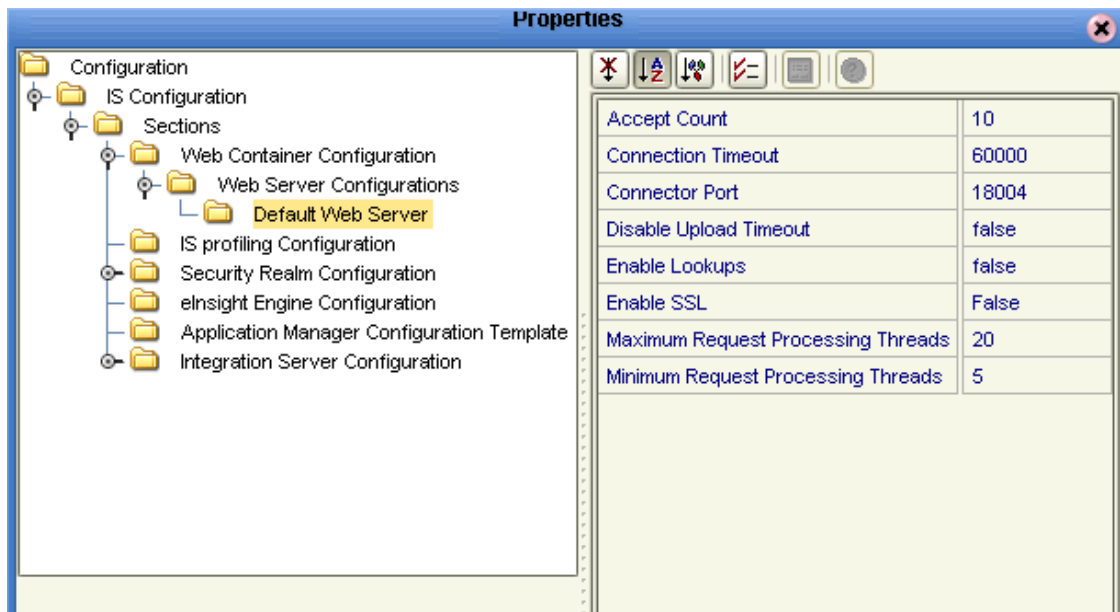 Properties
Configuration
IS Configuration
Sections
Web Container Configuration
Web Server Configurations
Default Web Server
IS profiling Configuration
Security Realm Configuration
eInsight Engine Configuration
Application Manager Configuration Template
Integration Server Configuration
Accept Count 10
Connection Timeout 60000
Connector Port 18004
Disable Upload Timeout false
Enable Lookups false
Enable SSL False
Maximum Request Processing Threads 20
Minimum Request Processing Threads 5